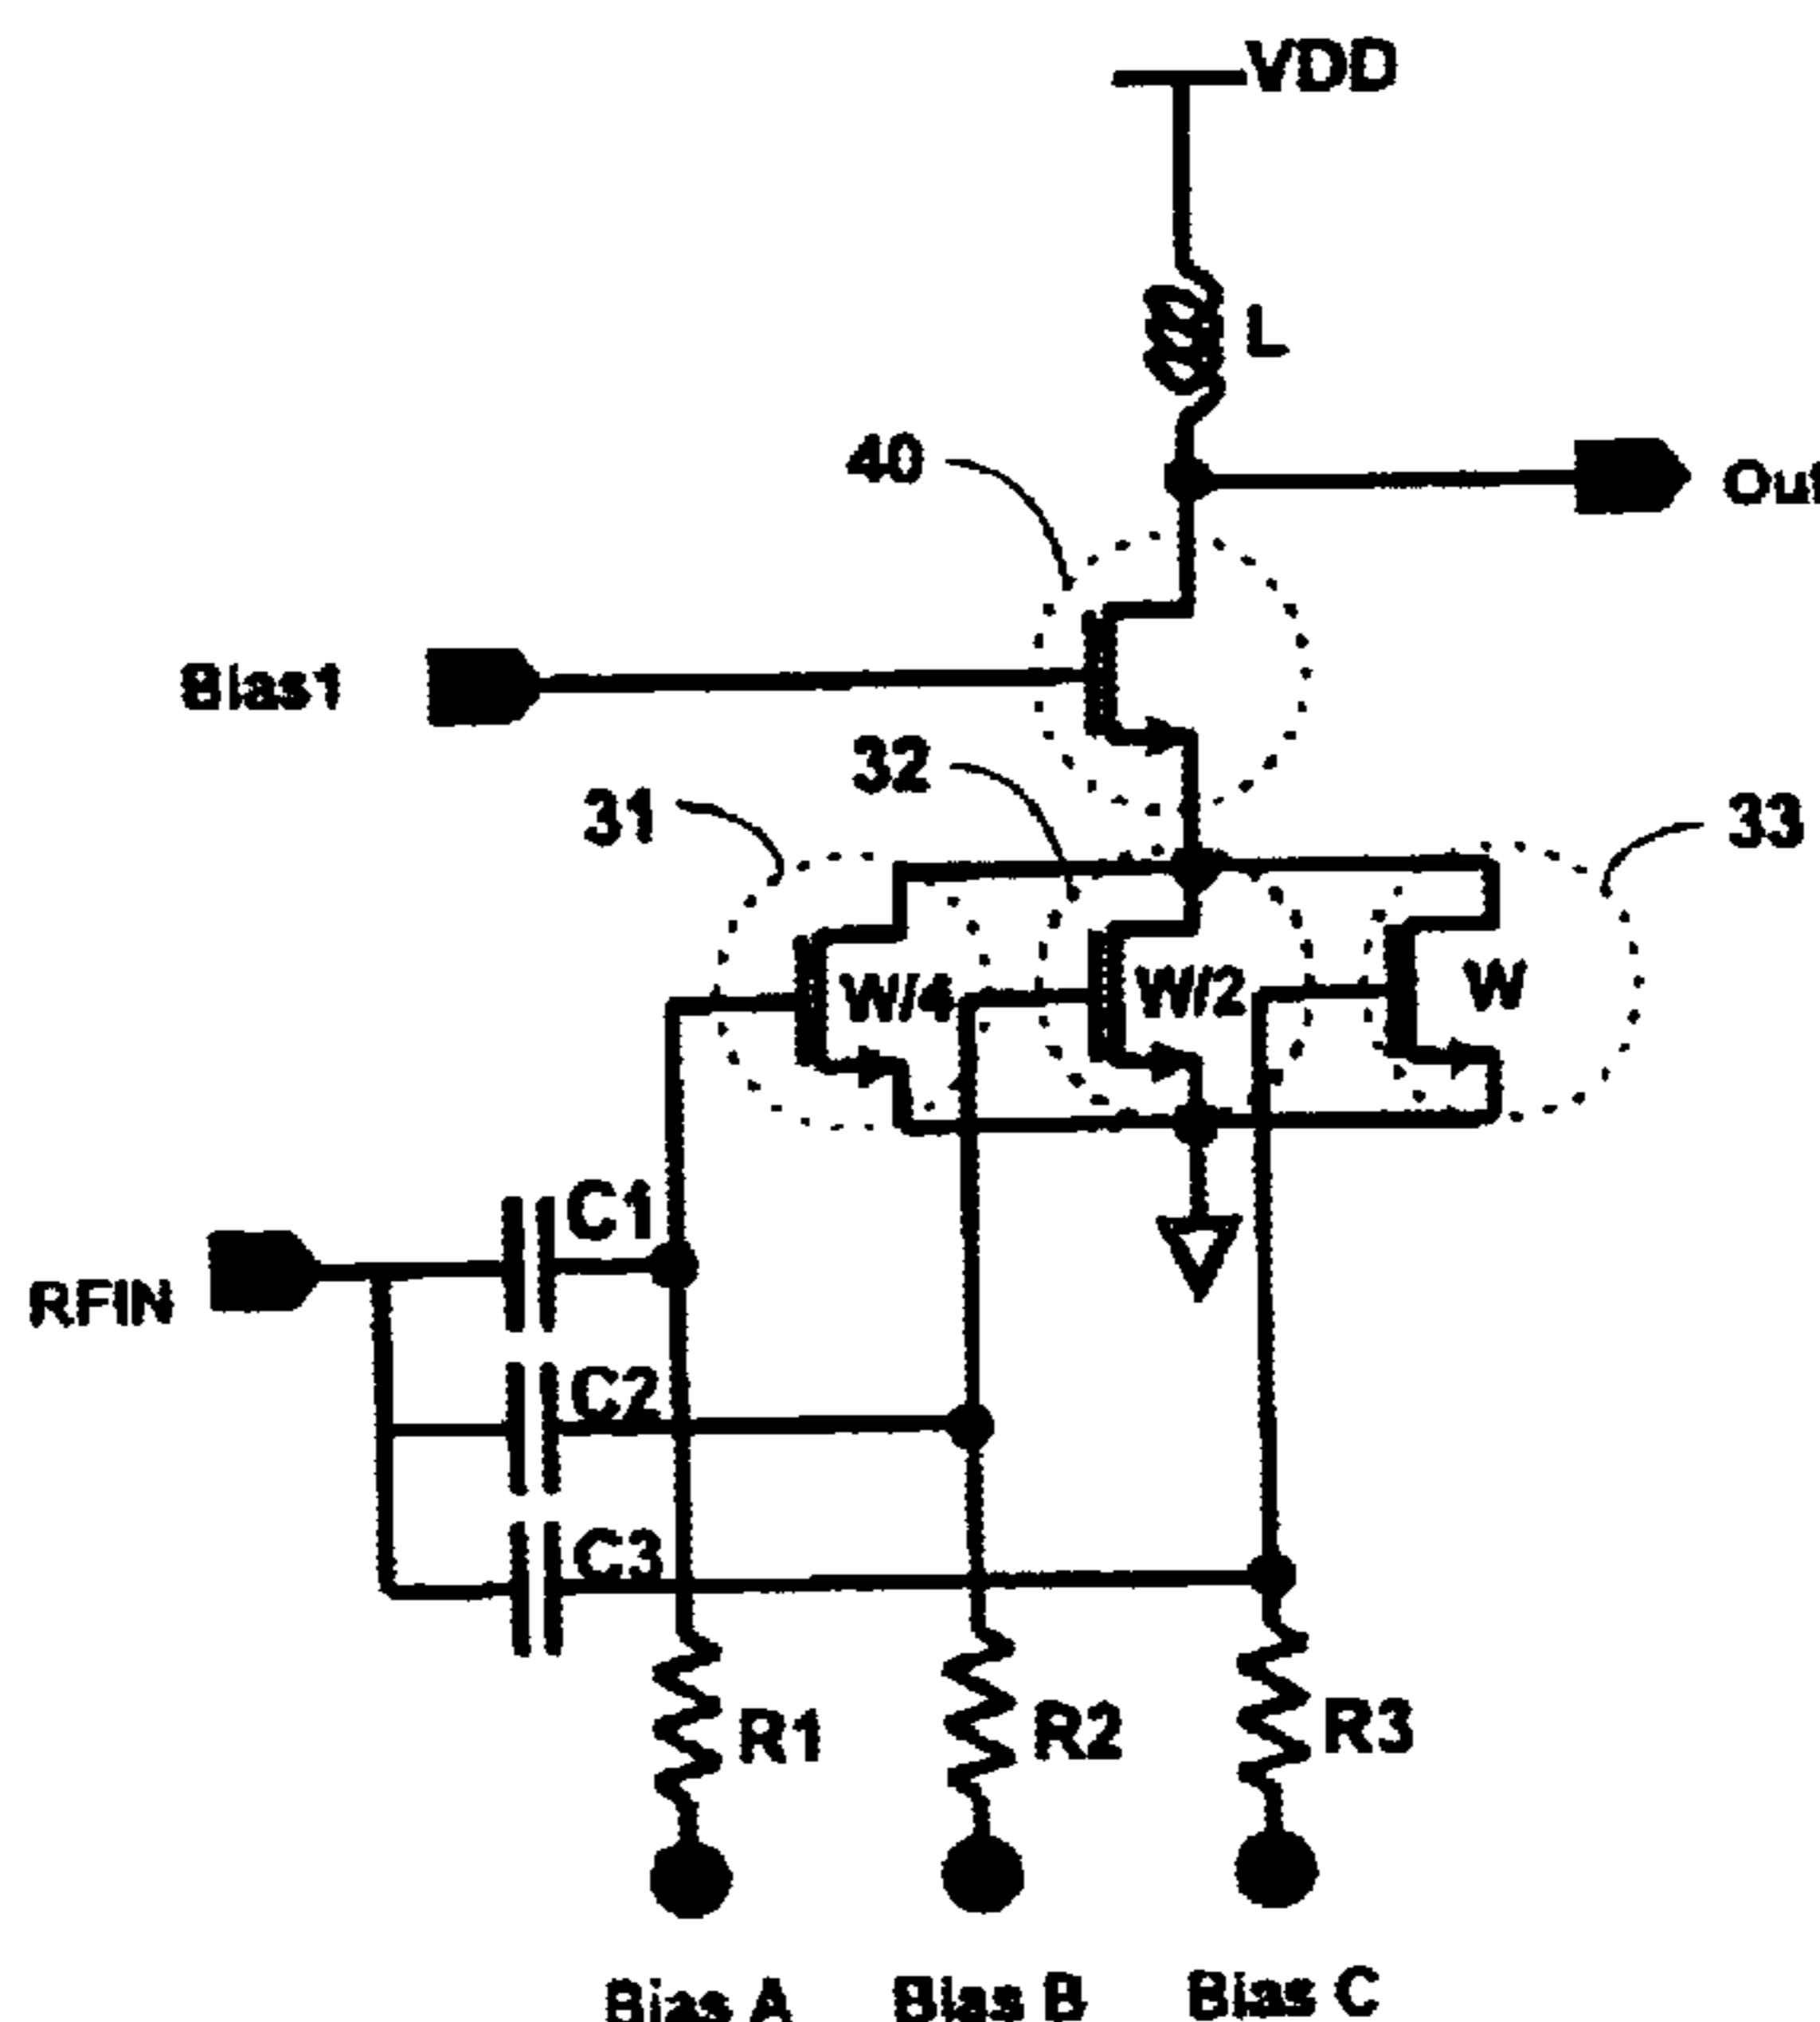 VDD
L
40
Out
Bias1
32
31
33
W/4
W/2
W
C1
RFIN
C2
C3
R1
R2
R3
Bias A
Bias B
Bias C